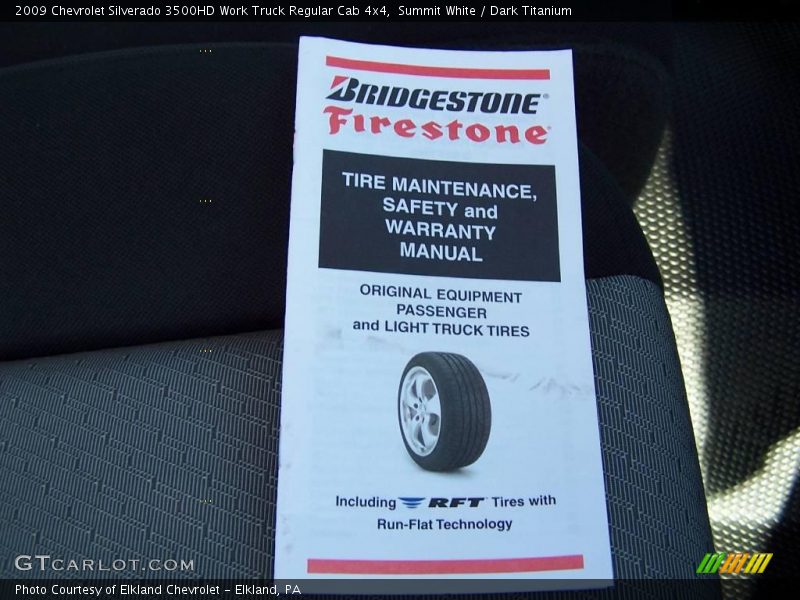 2009 Chevrolet Silverado 3500HD Work Truck Regular Cab 4x4, Summit White / Dark Titanium
BRIDGESTONE
Firestone
TIRE MAINTENANCE,
SAFETY and
WARRANTY
MANUAL
ORIGINAL EQUIPMENT
PASSENGER
and LIGHT TRUCK TIRES
Including RFT Tires with
Run-Flat Technology
GTCARLOT.COM
Photo Courtesy of Elkland Chevrolet - Elkland, PA